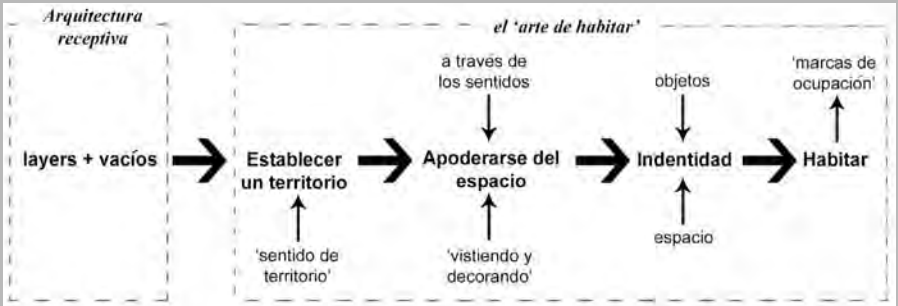 Arquitectura
receptiva
el ‘arte de habitar’
a través de
los sentidos
objetos
‘marcas de
ocupación’
layers + vacíos
Establecer
un territorio
Apoderarse del
espacio
Indentidad
Habitar
‘sentido de
territorio’
‘vistiendo y
decorando’
espacio